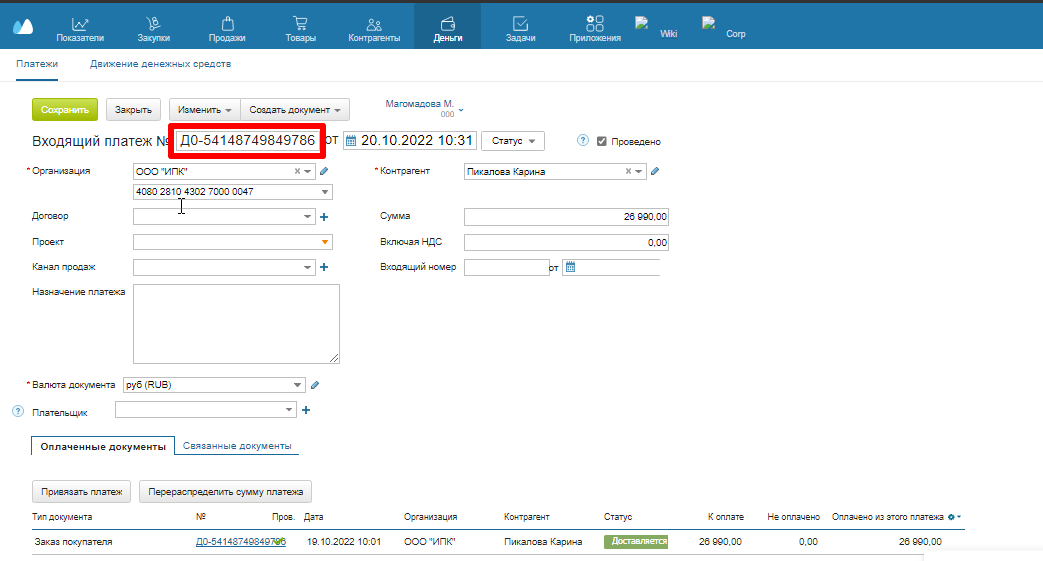 Показатели Закупки Продажи Товары Контрагенты Деньги Задачи Приложения Wiki Corp
Платежи Движение денежных средств
Сохранить Закрыть Изменить Создать документ Магомадова М.
000
Входящий платеж № Д0-54148749849786 от 20.10.2022 10:31 Статус ? Проведено
* Организация ООО "ИПК" * Контрагент Пикалова Карина
4080 2810 4302 7000 0047
Договор Сумма 26 990,00
Проект Включая НДС 0,00
Канал продаж Входящий номер от
Назначение платежа
* Валюта документа руб (RUB)
? Плательщик
Оплаченные документы Связанные документы
Привязать платеж Перераспределить сумму платежа
Тип документа № Пров. Дата Организация Контрагент Статус К оплате Не оплачено Оплачено из этого платежа
Заказ покупателя Д0-54148749849786 19.10.2022 10:01 ООО "ИПК" Пикалова Карина Доставляется 26 990,00 0,00 26 990,00